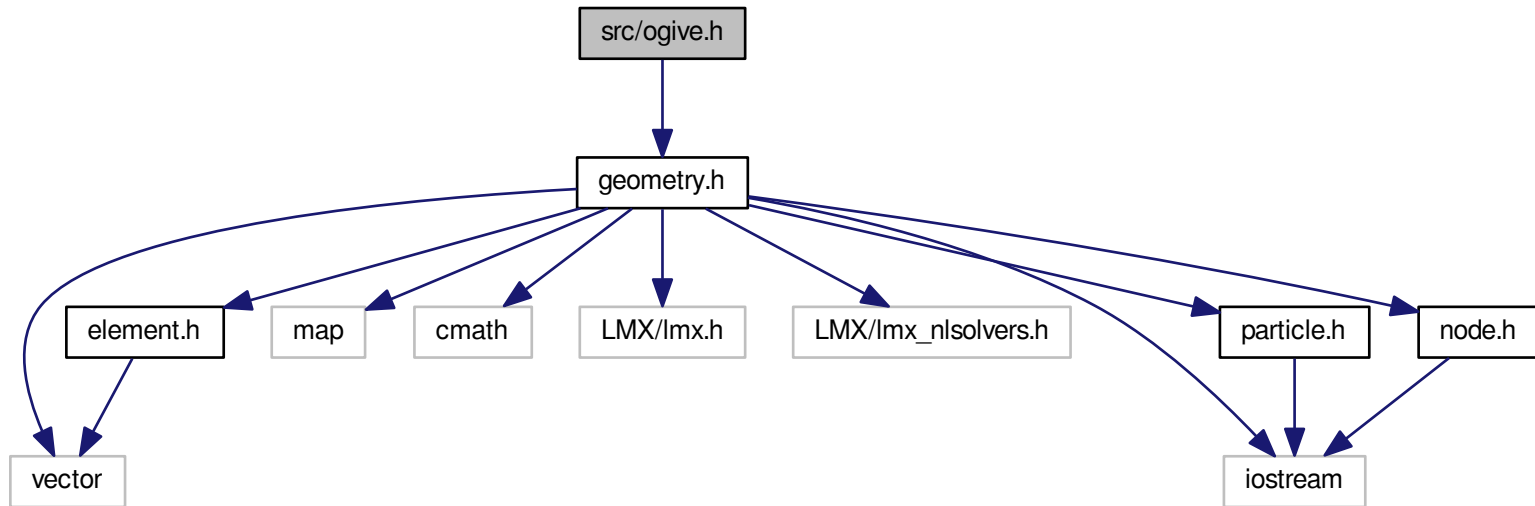 src/ogive.h
geometry.h
element.h
map
cmath
LMX/lmx.h
LMX/lmx_nlsolvers.h
particle.h
node.h
vector
iostream